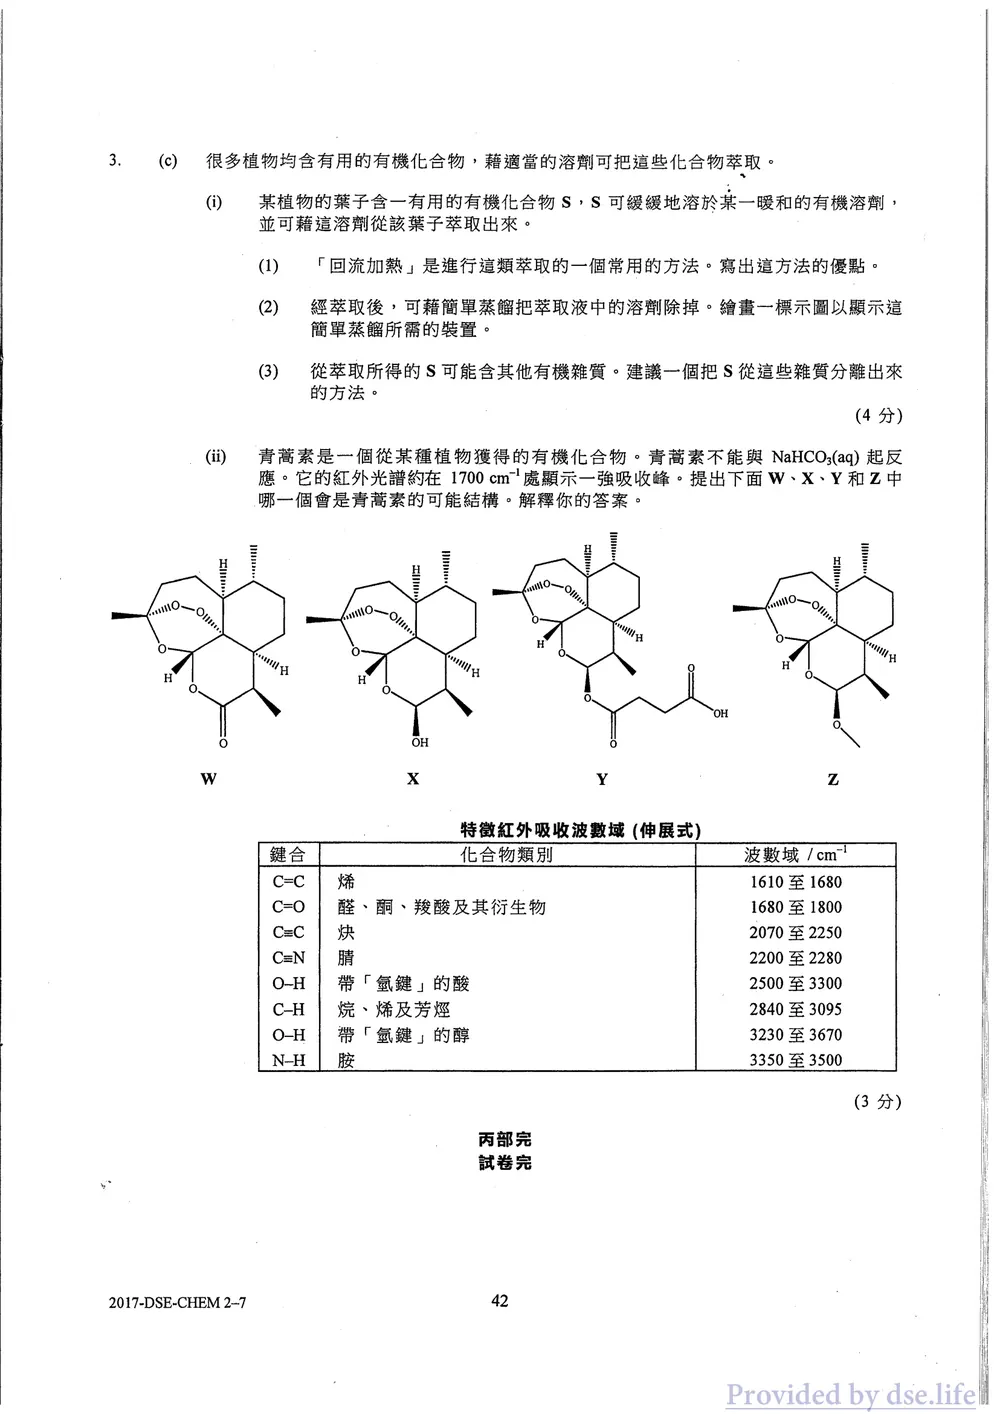 3. (c) 很多植物均含有用的有機化合物，藉適當的溶劑可把這些化合物萃取。
(i) 某植物的葉子含一有用的有機化合物 S，S 可緩緩地溶於某一暖和的有機溶劑，
並可藉這溶劑從該葉子萃取出來。
(1) 「回流加熱」是進行這類萃取的一個常用的方法。寫出這方法的優點。
(2) 經萃取後，可藉簡單蒸餾把萃取液中的溶劑除掉。繪畫一標示圖以顯示這
簡單蒸餾所需的裝置。
(3) 從萃取所得的 S 可能含其他有機雜質。建議一個把 S 從這些雜質分離出來
的方法。
(4 分)
(ii) 青蒿素是一個從某種植物獲得的有機化合物。青蒿素不能與 NaHCO₃(aq) 起反
應。它的紅外光譜約在 1700 cm⁻¹ 處顯示一強吸收峰。提出下面 W、X、Y 和 Z 中
哪一個會是青蒿素的可能結構。解釋你的答案。
H O O O H O H O
H O O O H O H OH
H O O O H O H O O O OH
H O O O H O H O
W X Y Z
特徵紅外吸收波數域 (伸展式)
鍵合 化合物類別 波數域 /cm⁻¹
C=C 烯 1610 至 1680
C=O 醛、酮、羧酸及其衍生物 1680 至 1800
C≡C 炔 2070 至 2250
C≡N 腈 2200 至 2280
O–H 帶「氫鍵」的酸 2500 至 3300
C–H 烷、烯及芳烴 2840 至 3095
O–H 帶「氫鍵」的醇 3230 至 3670
N–H 胺 3350 至 3500
(3 分)
丙部完
試卷完
2017-DSE-CHEM 2–7 42
Provided by dse.life